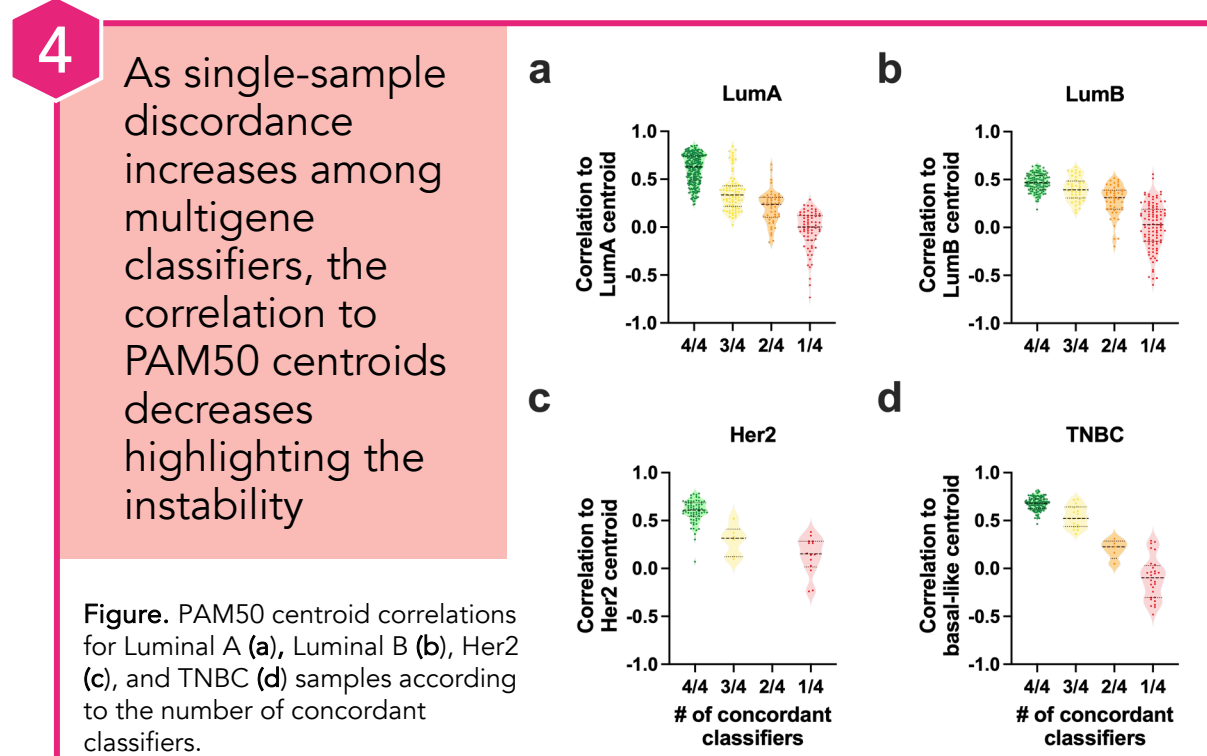 4
As single-sample
discordance
increases among
multigene
classifiers, the
correlation to
PAM50 centroids
decreases
highlighting the
instability
Figure. PAM50 centroid correlations
for Luminal A (a), Luminal B (b), Her2
(c), and TNBC (d) samples according
to the number of concordant
classifiers.
a
LumA
Correlation to
LumA centroid
1.0
0.5
0.0
-0.5
-1.0
4/4 3/4 2/4 1/4
b
LumB
Correlation to
LumB centroid
1.0
0.5
0.0
-0.5
-1.0
4/4 3/4 2/4 1/4
c
Her2
Correlation to
Her2 centroid
1.0
0.5
0.0
-0.5
-1.0
4/4 3/4 2/4 1/4
# of concordant
classifiers
d
TNBC
Correlation to
basal-like centroid
1.0
0.5
0.0
-0.5
-1.0
4/4 3/4 2/4 1/4
# of concordant
classifiers